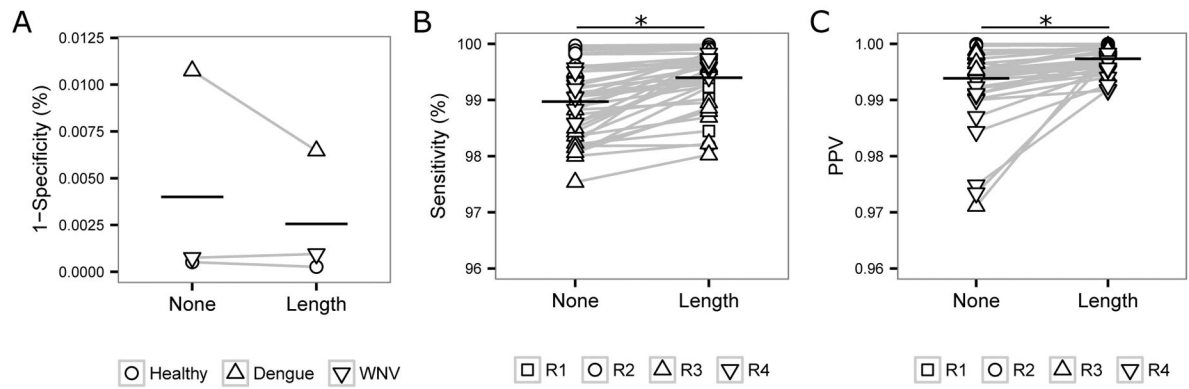 A
0.0125
0.0100
0.0075
0.0050
0.0025
0.0000
1−Specificity (%)
None Length
Healthy Dengue WNV
B
*
100
99
98
97
96
Sensitivity (%)
None Length
R1 R2 R3 R4
C
*
1.00
0.99
0.98
0.97
0.96
PPV
None Length
R1 R2 R3 R4